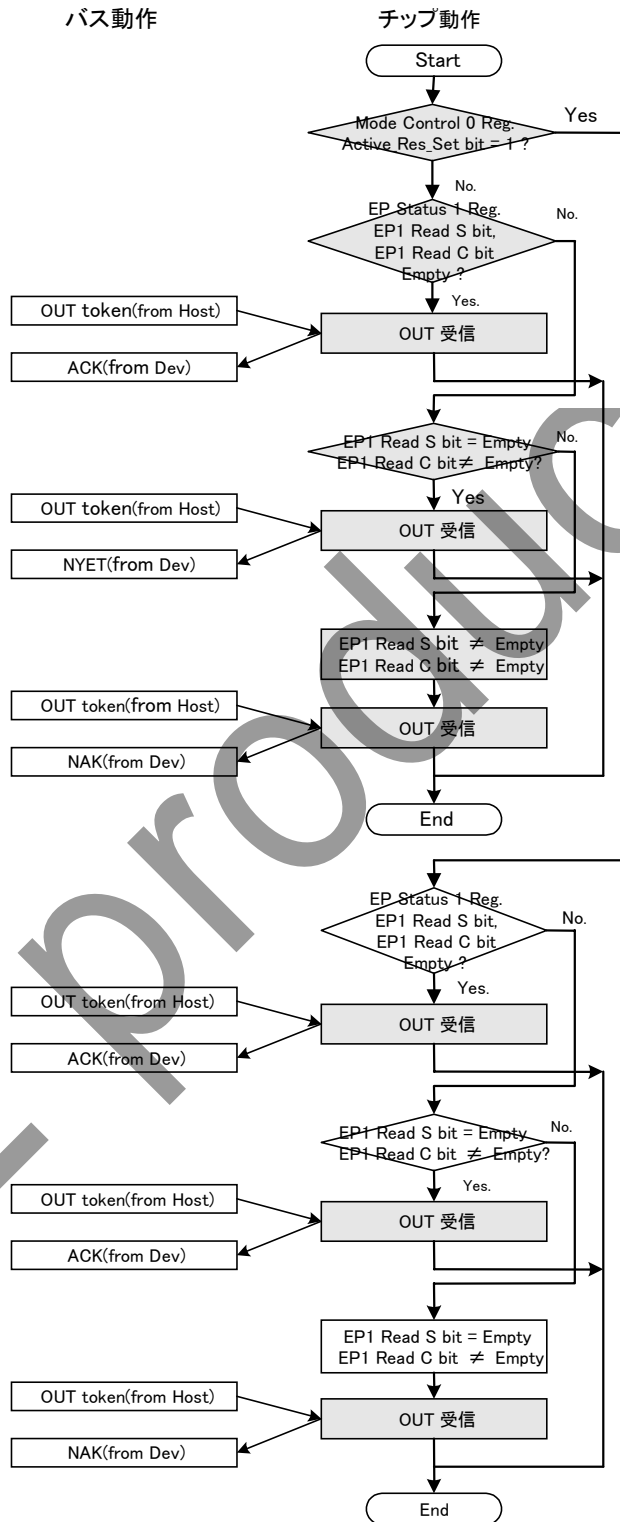 バス動作
チップ動作
Start
Mode Control 0 Reg.
Active Res_Set bit = 1 ?
Yes
No.
EP Status 1 Reg.
EP1 Read S bit,
EP1 Read C bit
Empty ?
No.
Yes.
OUT token(from Host)
OUT 受信
ACK(from Dev)
EP1 Read S bit = Empty
EP1 Read C bit ≠ Empty?
No.
Yes
OUT token(from Host)
OUT 受信
NYET(from Dev)
EP1 Read S bit ≠ Empty
EP1 Read C bit ≠ Empty
OUT token(from Host)
OUT 受信
NAK(from Dev)
End
EP Status 1 Reg.
EP1 Read S bit,
EP1 Read C bit
Empty ?
No.
Yes.
OUT token(from Host)
OUT 受信
ACK(from Dev)
EP1 Read S bit = Empty
EP1 Read C bit ≠ Empty?
No.
Yes.
OUT token(from Host)
OUT 受信
ACK(from Dev)
EP1 Read S bit = Empty
EP1 Read C bit ≠ Empty
OUT token(from Host)
OUT 受信
NAK(from Dev)
End